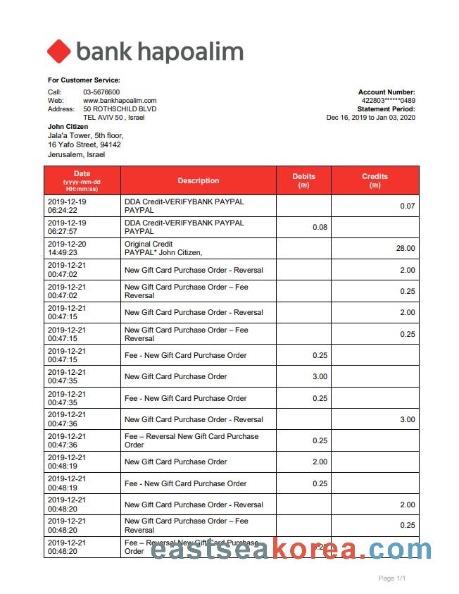 bank hapoalim
For Customer Service:
Call: 03-5676600
Web: www.bankhapoalim.com
Address: 50 ROTHSCHILD BLVD
TEL AVIV 50 , Israel
Account Number:
422803******0489
Statement Period:
Dec 16, 2019 to Jan 03, 2020
John Citizen
Jala'a Tower, 5th floor,
16 Yafo Street, 94142
Jerusalem, Israel
Date
(yyyy-mm-dd
HH:mm:ss)
Description
Debits
(₪)
Credits
(₪)
2019-12-19
06:24:22
DDA Credit-VERIFYBANK PAYPAL
PAYPAL
0.07
2019-12-19
06:27:57
DDA Credit-VERIFYBANK PAYPAL
PAYPAL
0.08
2019-12-20
14:49:23
Original Credit
PAYPAL* John Citizen,
28.00
2019-12-21
00:47:02
New Gift Card Purchase Order - Reversal
2.00
2019-12-21
00:47:02
New Gift Card Purchase Order – Fee
Reversal
0.25
2019-12-21
00:47:15
New Gift Card Purchase Order - Reversal
2.00
2019-12-21
00:47:15
New Gift Card Purchase Order – Fee
Reversal
0.25
2019-12-21
00:47:15
Fee - New Gift Card Purchase Order
0.25
2019-12-21
00:47:35
New Gift Card Purchase Order
3.00
2019-12-21
00:47:35
Fee - New Gift Card Purchase Order
0.25
2019-12-21
00:47:36
New Gift Card Purchase Order - Reversal
3.00
2019-12-21
00:47:36
Fee – Reversal New Gift Card Purchase
Order
0.25
2019-12-21
00:48:19
New Gift Card Purchase Order
2.00
2019-12-21
00:48:19
Fee - New Gift Card Purchase Order
0.25
2019-12-21
00:48:20
New Gift Card Purchase Order - Reversal
2.00
2019-12-21
00:48:20
New Gift Card Purchase Order – Fee
Reversal
0.25
2019-12-21
00:48:20
Fee – Reversal New Gift Card Purchase
Order
eastseakorea.com
Page 1/1